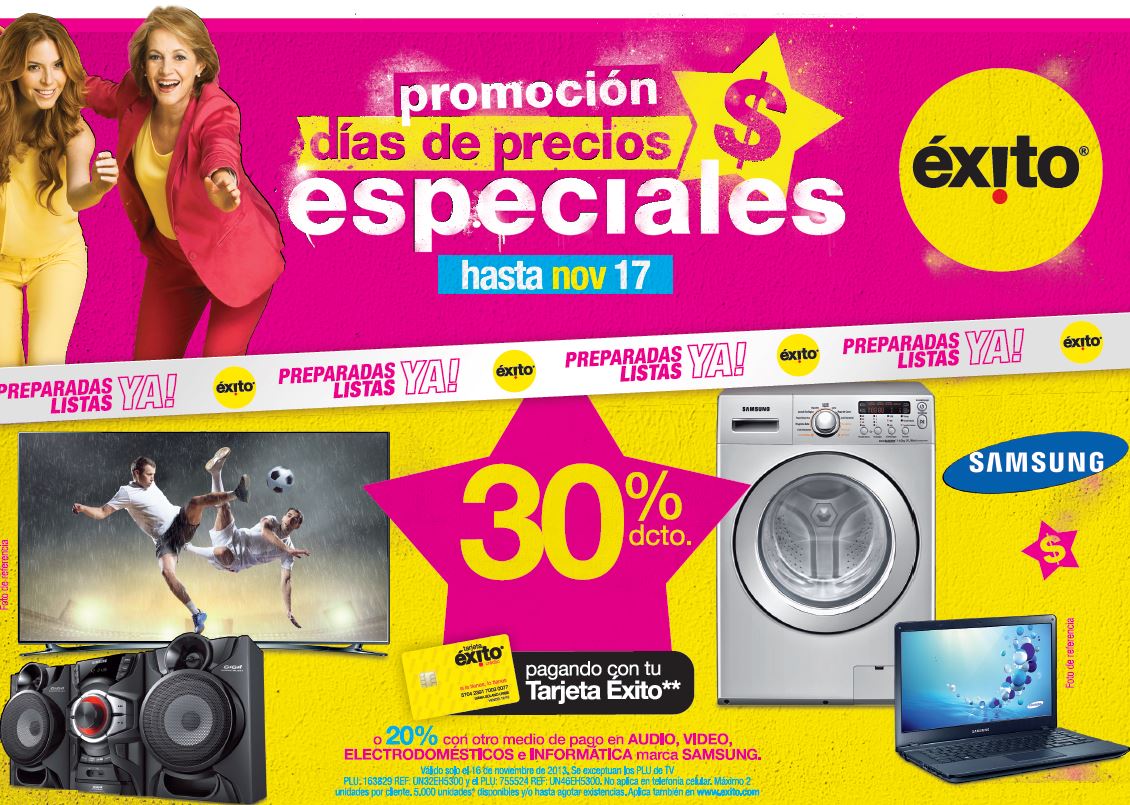 promoción
días de precios
$
especiales
hasta nov 17
éxito®
PREPARADAS
LISTAS YA!
éxito
PREPARADAS
LISTAS YA!
éxito
PREPARADAS
LISTAS YA!
éxito
PREPARADAS
LISTAS YA!
éxito
30% dcto.
SAMSUNG
SAMSUNG
$
Foto de referencia
Foto de referencia
tarjeta
éxito
pagando con tu
Tarjeta Éxito**
SAMSUNG
o 20% con otro medio de pago en AUDIO, VIDEO,
ELECTRODOMÉSTICOS e INFORMÁTICA marca SAMSUNG.
Válido solo el 16 de noviembre de 2013. Se exceptuan los PLU de TV
PLU: 163829 REF: UN32EH5300 y el PLU: 755524 REF: UN46EH5300. No aplica en telefonía celular. Máximo 2
unidades por cliente. 5.000 unidades* disponibles y/o hasta agotar existencias. Aplica también en www.exito.com